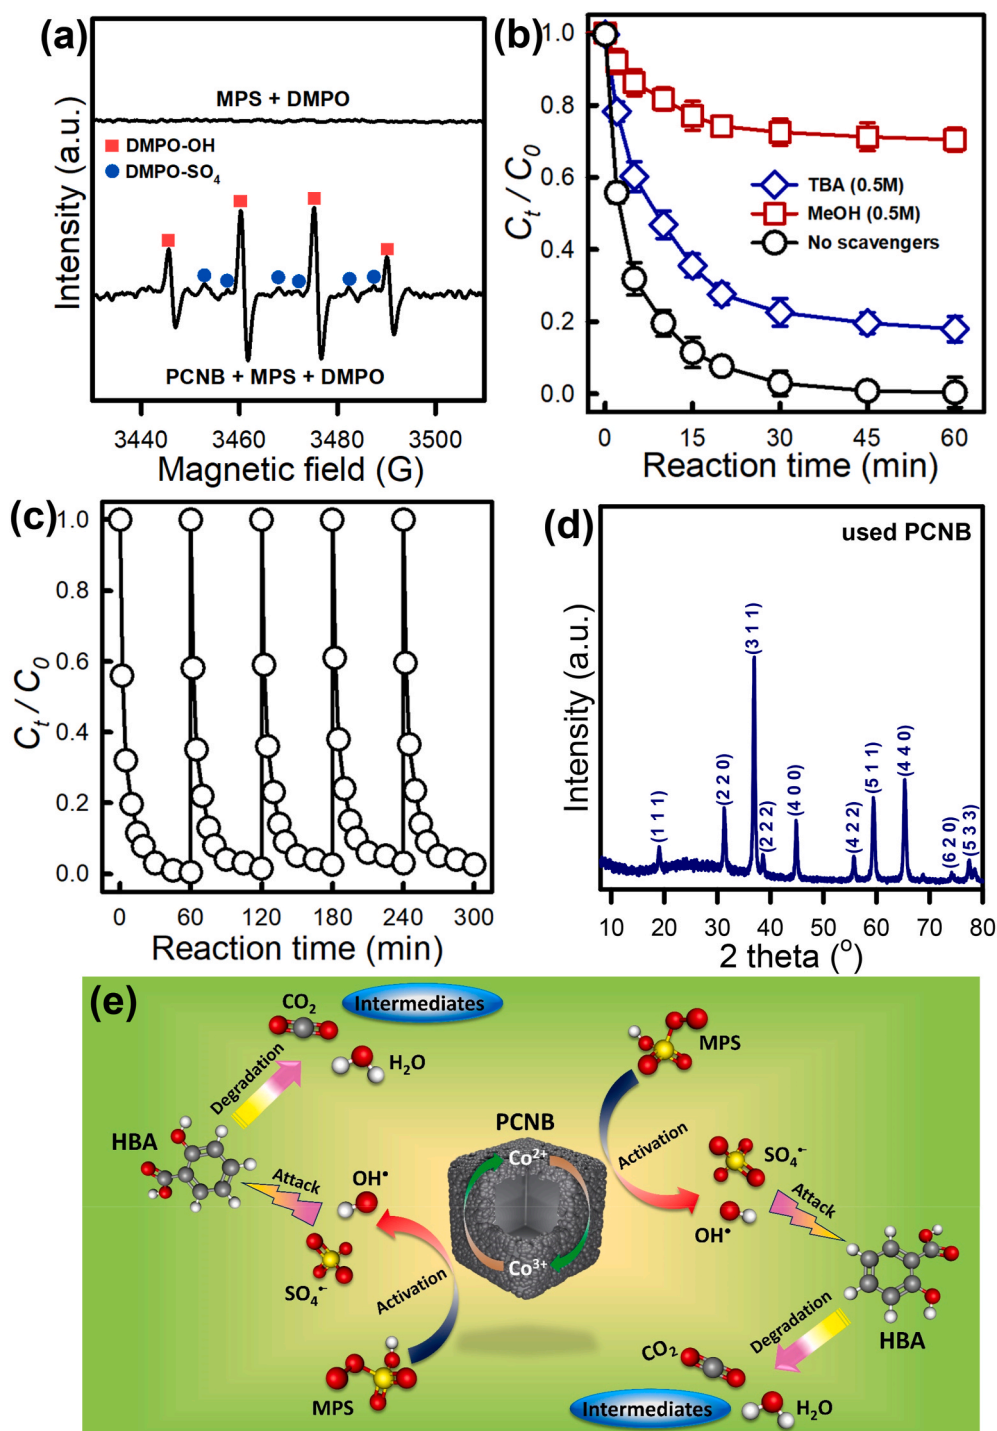 (a)
MPS + DMPO
DMPO-OH
DMPO-SO₄
PCNB + MPS + DMPO
Intensity (a.u.)
3440 3460 3480 3500
Magnetic field (G)
(b)
1.0
0.8
0.6
0.4
0.2
0.0
Cₜ / C₀
TBA (0.5M)
MeOH (0.5M)
No scavengers
0 15 30 45 60
Reaction time (min)
(c)
1.0
0.8
0.6
0.4
0.2
0.0
Cₜ / C₀
0 60 120 180 240 300
Reaction time (min)
(d)
used PCNB
Intensity (a.u.)
(1 1 1)
(2 2 0)
(3 1 1)
(2 2 2)
(4 0 0)
(4 2 2)
(5 1 1)
(4 4 0)
(6 2 0)
(5 3 3)
10 20 30 40 50 60 70 80
2 theta (°)
(e)
CO₂
Intermediates
H₂O
Degradation
HBA
Attack
OH•
SO₄•−
Activation
MPS
PCNB
Co²⁺
Co³⁺
MPS
Activation
SO₄•−
OH•
Attack
HBA
Degradation
CO₂
H₂O
Intermediates